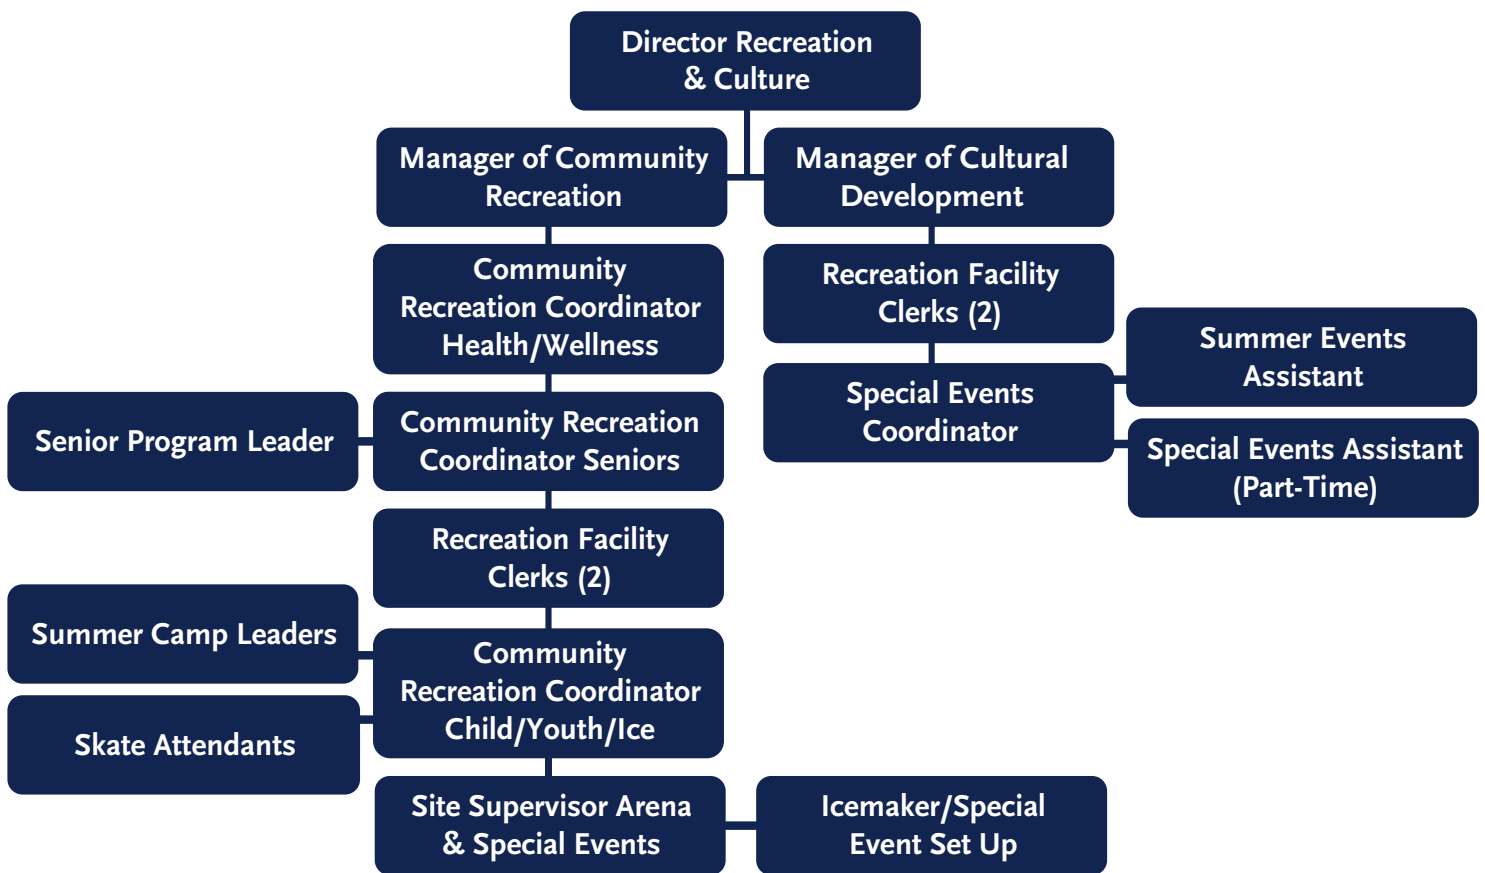 Director Recreation
& Culture
Manager of Community
Recreation
Manager of Cultural
Development
Community
Recreation Coordinator
Health/Wellness
Recreation Facility
Clerks (2)
Summer Events
Assistant
Special Events
Coordinator
Senior Program Leader
Community Recreation
Coordinator Seniors
Special Events Assistant
(Part-Time)
Recreation Facility
Clerks (2)
Summer Camp Leaders
Community
Recreation Coordinator
Child/Youth/Ice
Skate Attendants
Site Supervisor Arena
& Special Events
Icemaker/Special
Event Set Up